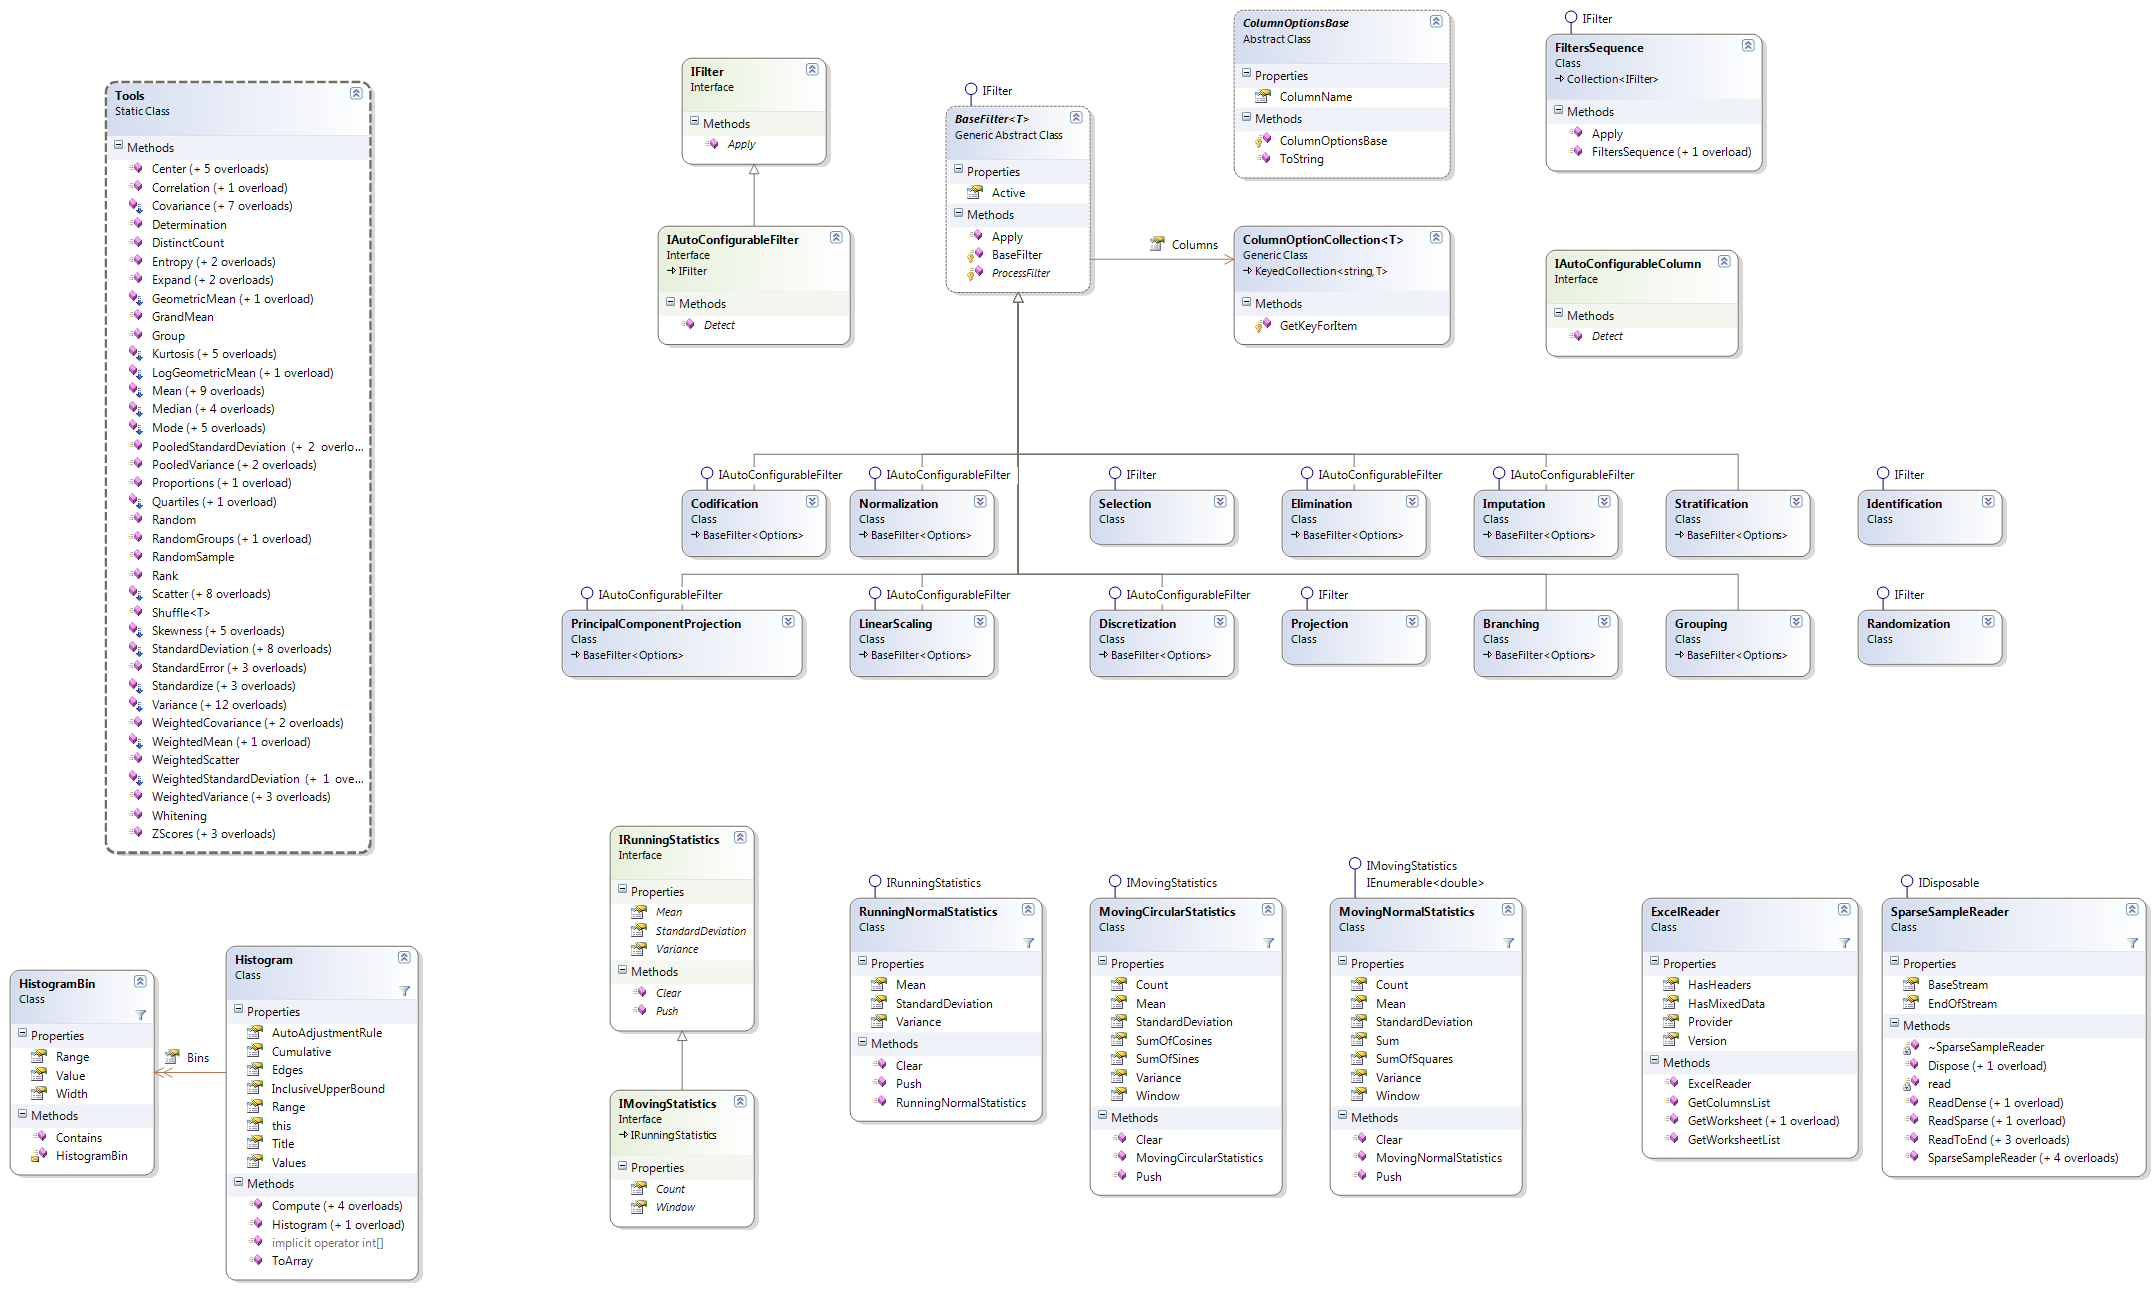 Tools
Static Class
Methods
Center (+ 5 overloads)
Correlation (+ 1 overload)
Covariance (+ 7 overloads)
Determination
DistinctCount
Entropy (+ 2 overloads)
Expand (+ 2 overloads)
GeometricMean (+ 1 overload)
GrandMean
Group
Kurtosis (+ 5 overloads)
LogGeometricMean (+ 1 overload)
Mean (+ 9 overloads)
Median (+ 4 overloads)
Mode (+ 5 overloads)
PooledStandardDeviation (+ 2 overlo...
PooledVariance (+ 2 overloads)
Proportions (+ 1 overload)
Quartiles (+ 1 overload)
Random
RandomGroups (+ 1 overload)
RandomSample
Rank
Scatter (+ 8 overloads)
Shuffle<T>
Skewness (+ 5 overloads)
StandardDeviation (+ 8 overloads)
StandardError (+ 3 overloads)
Standardize (+ 3 overloads)
Variance (+ 12 overloads)
WeightedCovariance (+ 2 overloads)
WeightedMean (+ 1 overload)
WeightedScatter
WeightedStandardDeviation (+ 1 ove...
WeightedVariance (+ 3 overloads)
Whitening
ZScores (+ 3 overloads)
IFilter
Interface
Methods
Apply
IAutoConfigurableFilter
Interface
IFilter
Methods
Detect
IFilter
BaseFilter<T>
Generic Abstract Class
Properties
Active
Methods
Apply
BaseFilter
ProcessFilter
Columns
ColumnOptionsBase
Abstract Class
Properties
ColumnName
Methods
ColumnOptionsBase
ToString
ColumnOptionCollection<T>
Generic Class
KeyedCollection<string, T>
Methods
GetKeyForItem
IFilter
FiltersSequence
Class
Collection<IFilter>
Methods
Apply
FiltersSequence (+ 1 overload)
IAutoConfigurableColumn
Interface
Methods
Detect
IAutoConfigurableFilter
Codification
Class
BaseFilter<Options>
IAutoConfigurableFilter
Normalization
Class
BaseFilter<Options>
IFilter
Selection
Class
IAutoConfigurableFilter
Elimination
Class
BaseFilter<Options>
IAutoConfigurableFilter
Imputation
Class
BaseFilter<Options>
Stratification
Class
BaseFilter<Options>
IFilter
Identification
Class
IAutoConfigurableFilter
PrincipalComponentProjection
Class
BaseFilter<Options>
IAutoConfigurableFilter
LinearScaling
Class
BaseFilter<Options>
IAutoConfigurableFilter
Discretization
Class
BaseFilter<Options>
IFilter
Projection
Class
Branching
Class
BaseFilter<Options>
Grouping
Class
BaseFilter<Options>
IFilter
Randomization
Class
HistogramBin
Class
Properties
Range
Value
Width
Methods
Contains
HistogramBin
Bins
Histogram
Class
Properties
AutoAdjustmentRule
Cumulative
Edges
InclusiveUpperBound
Range
this
Title
Values
Methods
Compute (+ 4 overloads)
Histogram (+ 1 overload)
implicit operator int[]
ToArray
IRunningStatistics
Interface
Properties
Mean
StandardDeviation
Variance
Methods
Clear
Push
IMovingStatistics
Interface
IRunningStatistics
Properties
Count
Window
IRunningStatistics
RunningNormalStatistics
Class
Properties
Mean
StandardDeviation
Variance
Methods
Clear
Push
RunningNormalStatistics
IMovingStatistics
MovingCircularStatistics
Class
Properties
Count
Mean
StandardDeviation
SumOfCosines
SumOfSines
Variance
Window
Methods
Clear
MovingCircularStatistics
Push
IMovingStatistics
IEnumerable<double>
MovingNormalStatistics
Class
Properties
Count
Mean
StandardDeviation
Sum
SumOfSquares
Variance
Window
Methods
Clear
MovingNormalStatistics
Push
ExcelReader
Class
Properties
HasHeaders
HasMixedData
Provider
Version
Methods
ExcelReader
GetColumnsList
GetWorksheet (+ 1 overload)
GetWorksheetList
IDisposable
SparseSampleReader
Class
Properties
BaseStream
EndOfStream
Methods
~SparseSampleReader
Dispose (+ 1 overload)
read
ReadDense (+ 1 overload)
ReadSparse (+ 1 overload)
ReadToEnd (+ 3 overloads)
SparseSampleReader (+ 4 overloads)